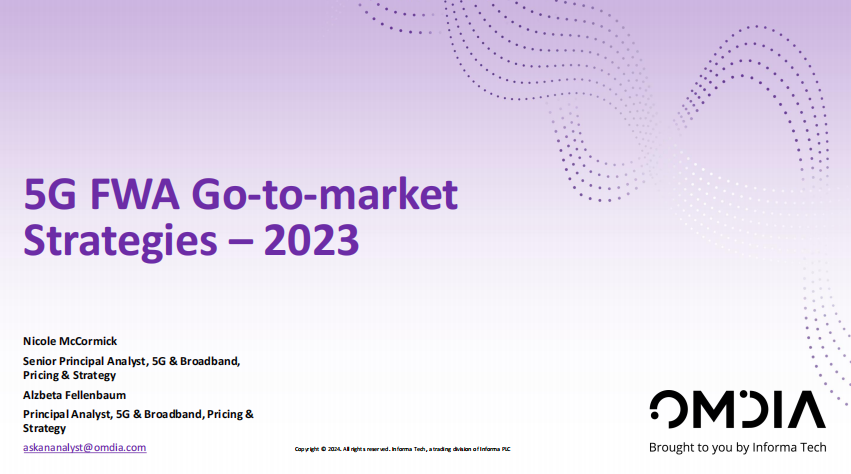 5G FWA Go-to-market
Strategies – 2023
Nicole McCormick
Senior Principal Analyst, 5G & Broadband,
Pricing & Strategy
Alzbeta Fellenbaum
Principal Analyst, 5G & Broadband, Pricing &
Strategy
askananalyst@omdia.com
Copyright © 2024. All rights reserved. Informa Tech, a trading division of Informa PLC
OMDIA
Brought to you by Informa Tech